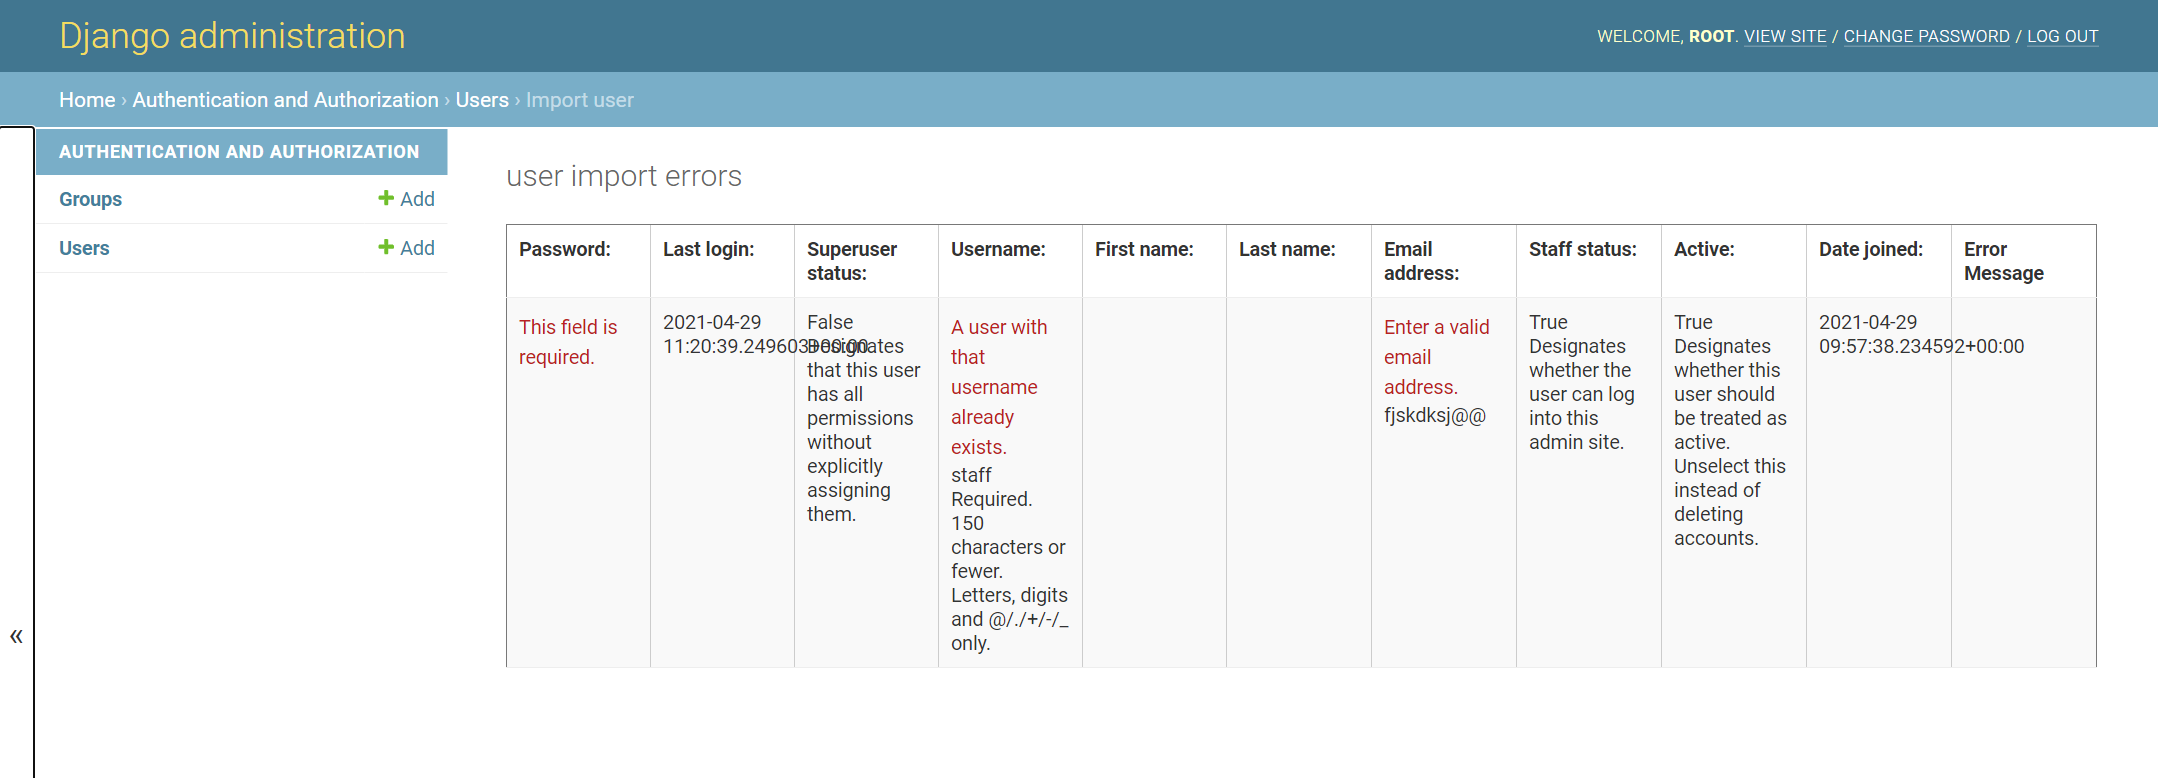 Django administration
WELCOME, ROOT. VIEW SITE / CHANGE PASSWORD / LOG OUT
Home › Authentication and Authorization › Users › Import user
AUTHENTICATION AND AUTHORIZATION
Groups
+ Add
Users
+ Add
«
user import errors
Password:
Last login:
Superuser
status:
Username:
First name:
Last name:
Email
address:
Staff status:
Active:
Date joined:
Error
Message
This field is
required.
2021-04-29
11:20:39.249603+00:00
False
Designates
that this user
has all
permissions
without
explicitly
assigning
them.
A user with
that
username
already
exists.
staff
Required.
150
characters or
fewer.
Letters, digits
and @/./+/-/_
only.
Enter a valid
email
address.
fjskdksj@@
True
Designates
whether the
user can log
into this
admin site.
True
Designates
whether this
user should
be treated as
active.
Unselect this
instead of
deleting
accounts.
2021-04-29
09:57:38.234592+00:00